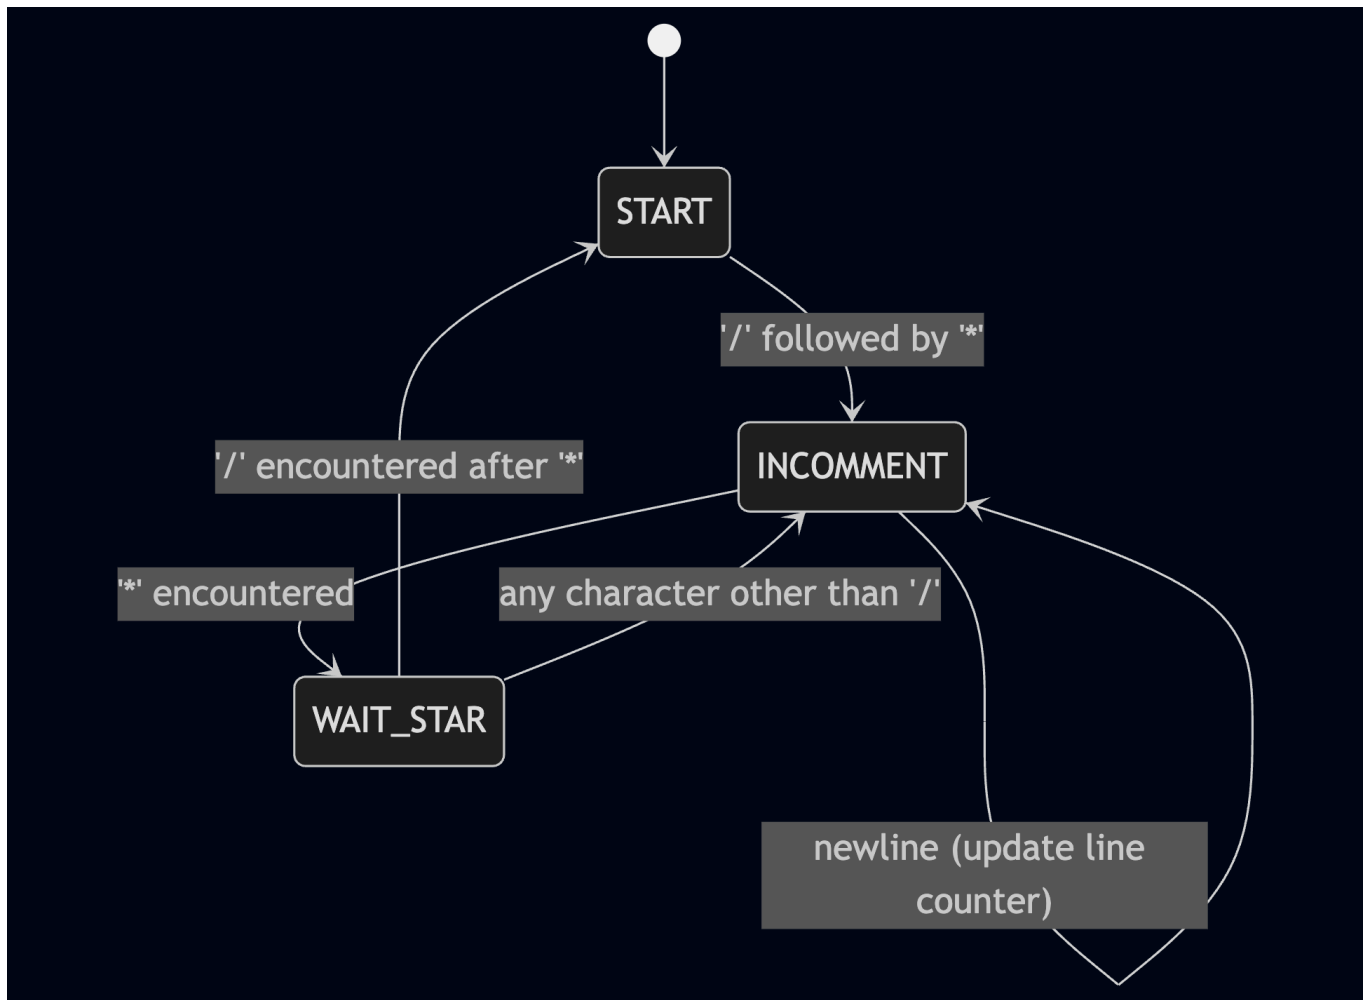 START
'/' followed by '*'
'/' encountered after '*'
INCOMMENT
'*' encountered
any character other than '/'
WAIT_STAR
newline (update line
counter)